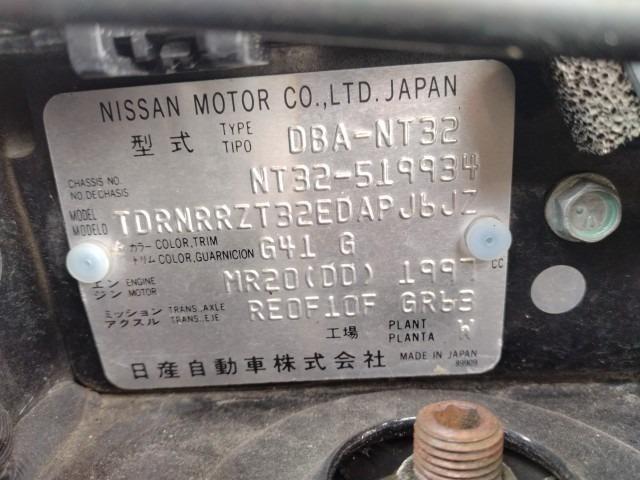 NISSAN MOTOR CO.,LTD. JAPAN
型式 TYPE TIPO DBA-NT32
CHASSIS NO. NO.DECHASIS NT32-519934
MODEL MODELO TDRNRRZT32EDAPJ6JZ
カラー COLOR,TRIM トリム COLOR,GUARNICION G41 G
エンジン ENGINE MOTOR MR20(DD) 1997 CC
ミッション TRANS.,AXLE アクスル TRANS.,EJE RE0F10F GR63
工場 PLANT PLANTA W
日産自動車株式会社 MADE IN JAPAN
89909